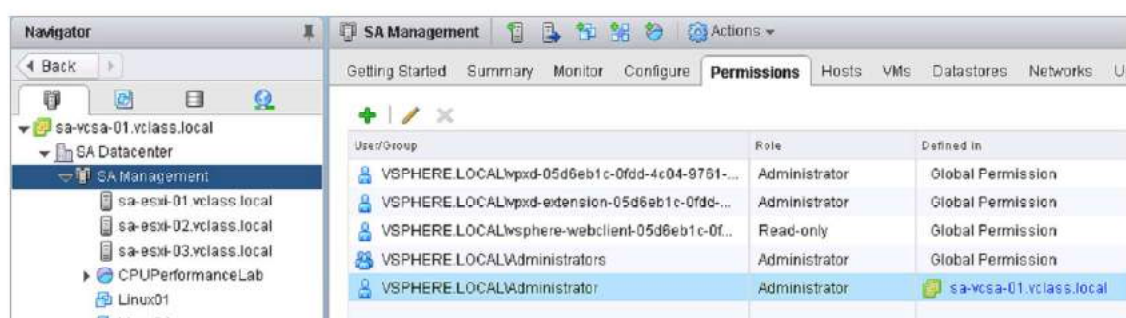 Navigator
SA Management Actions
Back
Getting Started Summary Monitor Configure Permissions Hosts VMs Datastores Networks U
sa-vcsa-01.vclass.local
SA Datacenter
SA Management
sa-esxi-01.vclass.local
sa-esxi-02.vclass.local
sa-esxi-03.vclass.local
CPUPerformanceLab
Linux01
User/Group Role Defined in
VSPHERE.LOCAL\vpxd-05d6eb1c-0fdd-4c04-9761-... Administrator Global Permission
VSPHERE.LOCAL\vpxd-extension-05d6eb1c-0fdd-... Administrator Global Permission
VSPHERE.LOCAL\vsphere-webclient-05d6eb1c-0f... Read-only Global Permission
VSPHERE.LOCAL\Administrators Administrator Global Permission
VSPHERE.LOCAL\Administrator Administrator sa-vcsa-01.vclass.local